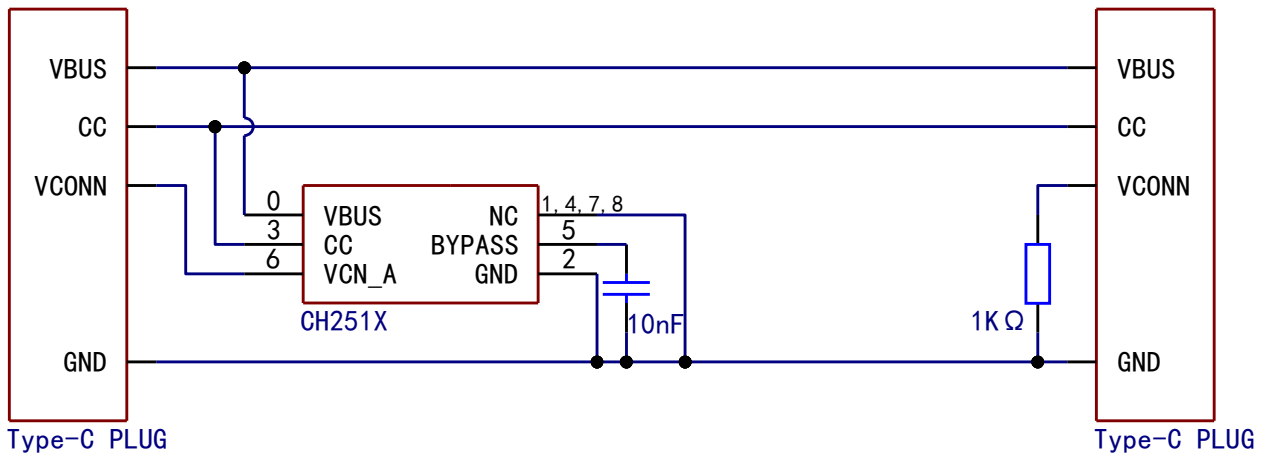 VBUS
VBUS
CC
CC
VCONN
VCONN
0
VBUS
NC
1,4,7,8
3
CC
BYPASS
5
6
VCN_A
GND
2
CH251X
10nF
1KΩ
GND
GND
Type-C PLUG
Type-C PLUG